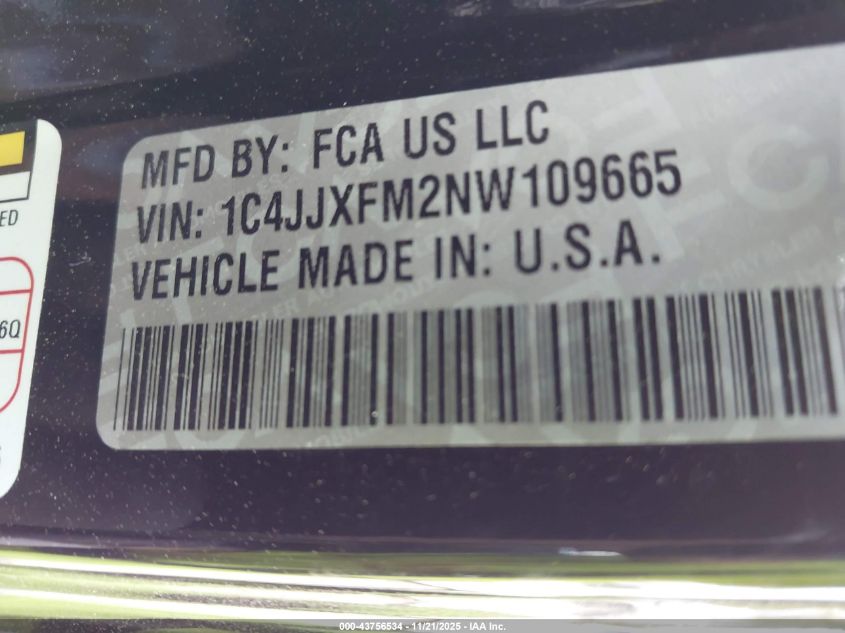 MFD BY: FCA US LLC
VIN: 1C4JJXFM2NW109665
VEHICLE MADE IN: U.S.A.
ED
6Q
000-43756534 - 11/21/2025 - IAA Inc.